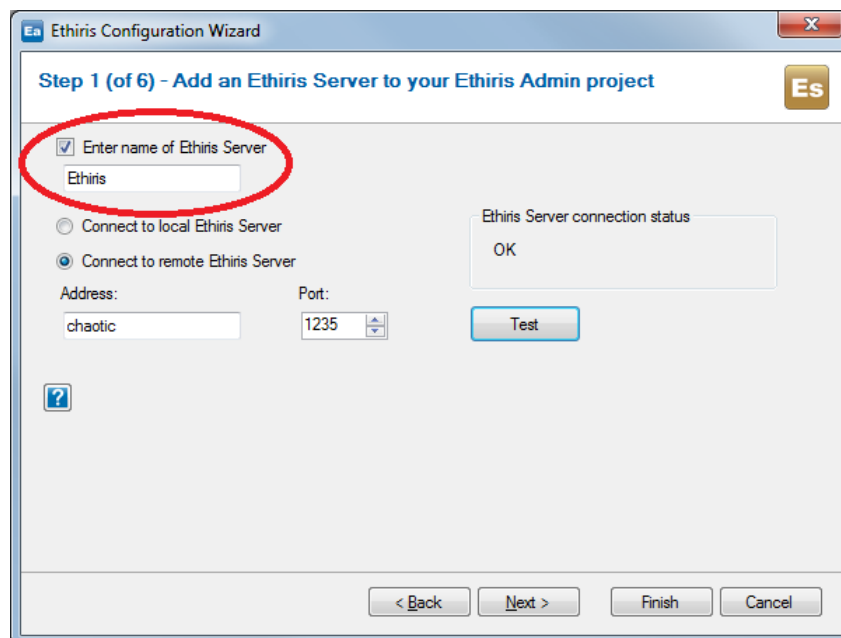 Ea Ethiris Configuration Wizard
Step 1 (of 6) - Add an Ethiris Server to your Ethiris Admin project
Es
Enter name of Ethiris Server
Ethiris
Connect to local Ethiris Server
Connect to remote Ethiris Server
Address: Port:
chaotic 1235
Ethiris Server connection status
OK
Test
?
< Back Next > Finish Cancel